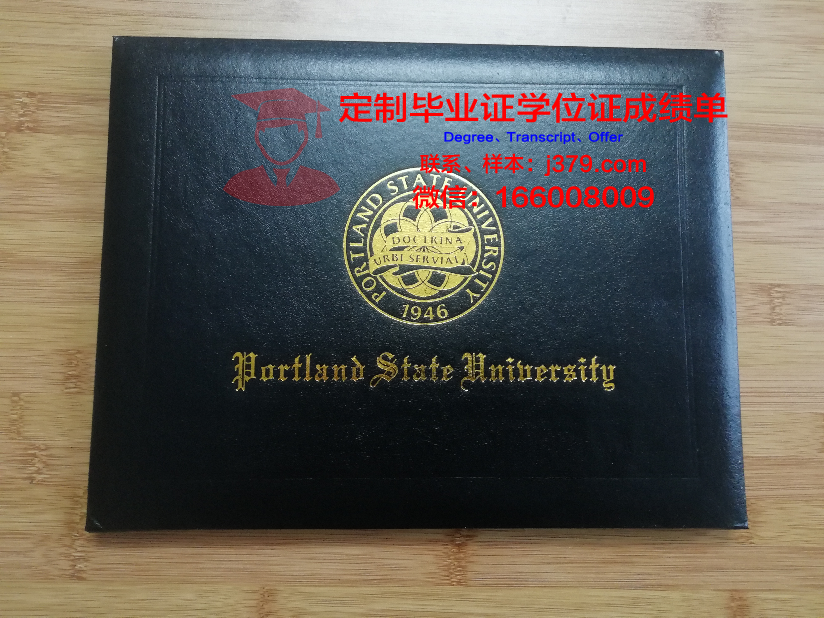 定制毕业证学位证成绩单
Degree、Transcript、Offer
联系、样本：j379.com
微信：166008009
PORTLAND STATE UNIVERSITY
DOCTRINA
URBI SERVIAT
1946
Portland State University